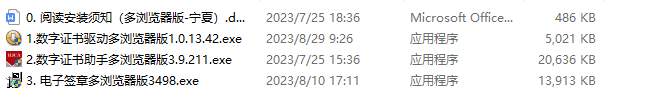 0. 阅读安装须知（多浏览器版-宁夏）.d... 2023/7/25 18:36 Microsoft Office... 486 KB
1.数字证书驱动多浏览器版1.0.13.42.exe 2023/8/29 9:26 应用程序 5,021 KB
2.数字证书助手多浏览器版3.9.211.exe 2023/7/25 15:36 应用程序 20,636 KB
3. 电子签章多浏览器版3498.exe 2023/8/10 17:11 应用程序 13,913 KB